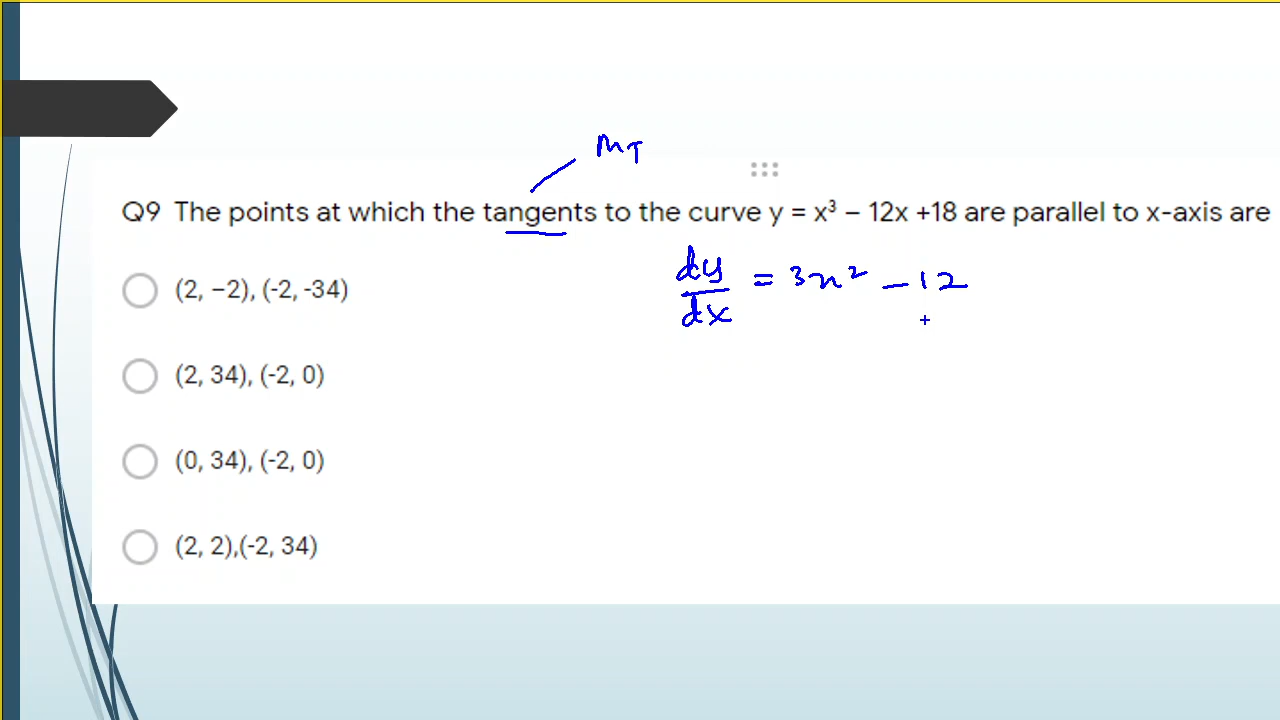 M_T
Q9 The points at which the tangents to the curve y = x³ – 12x +18 are parallel to x-axis are
dy/dx = 3x² – 12
(2, –2), (-2, -34)
(2, 34), (-2, 0)
(0, 34), (-2, 0)
(2, 2),(-2, 34)